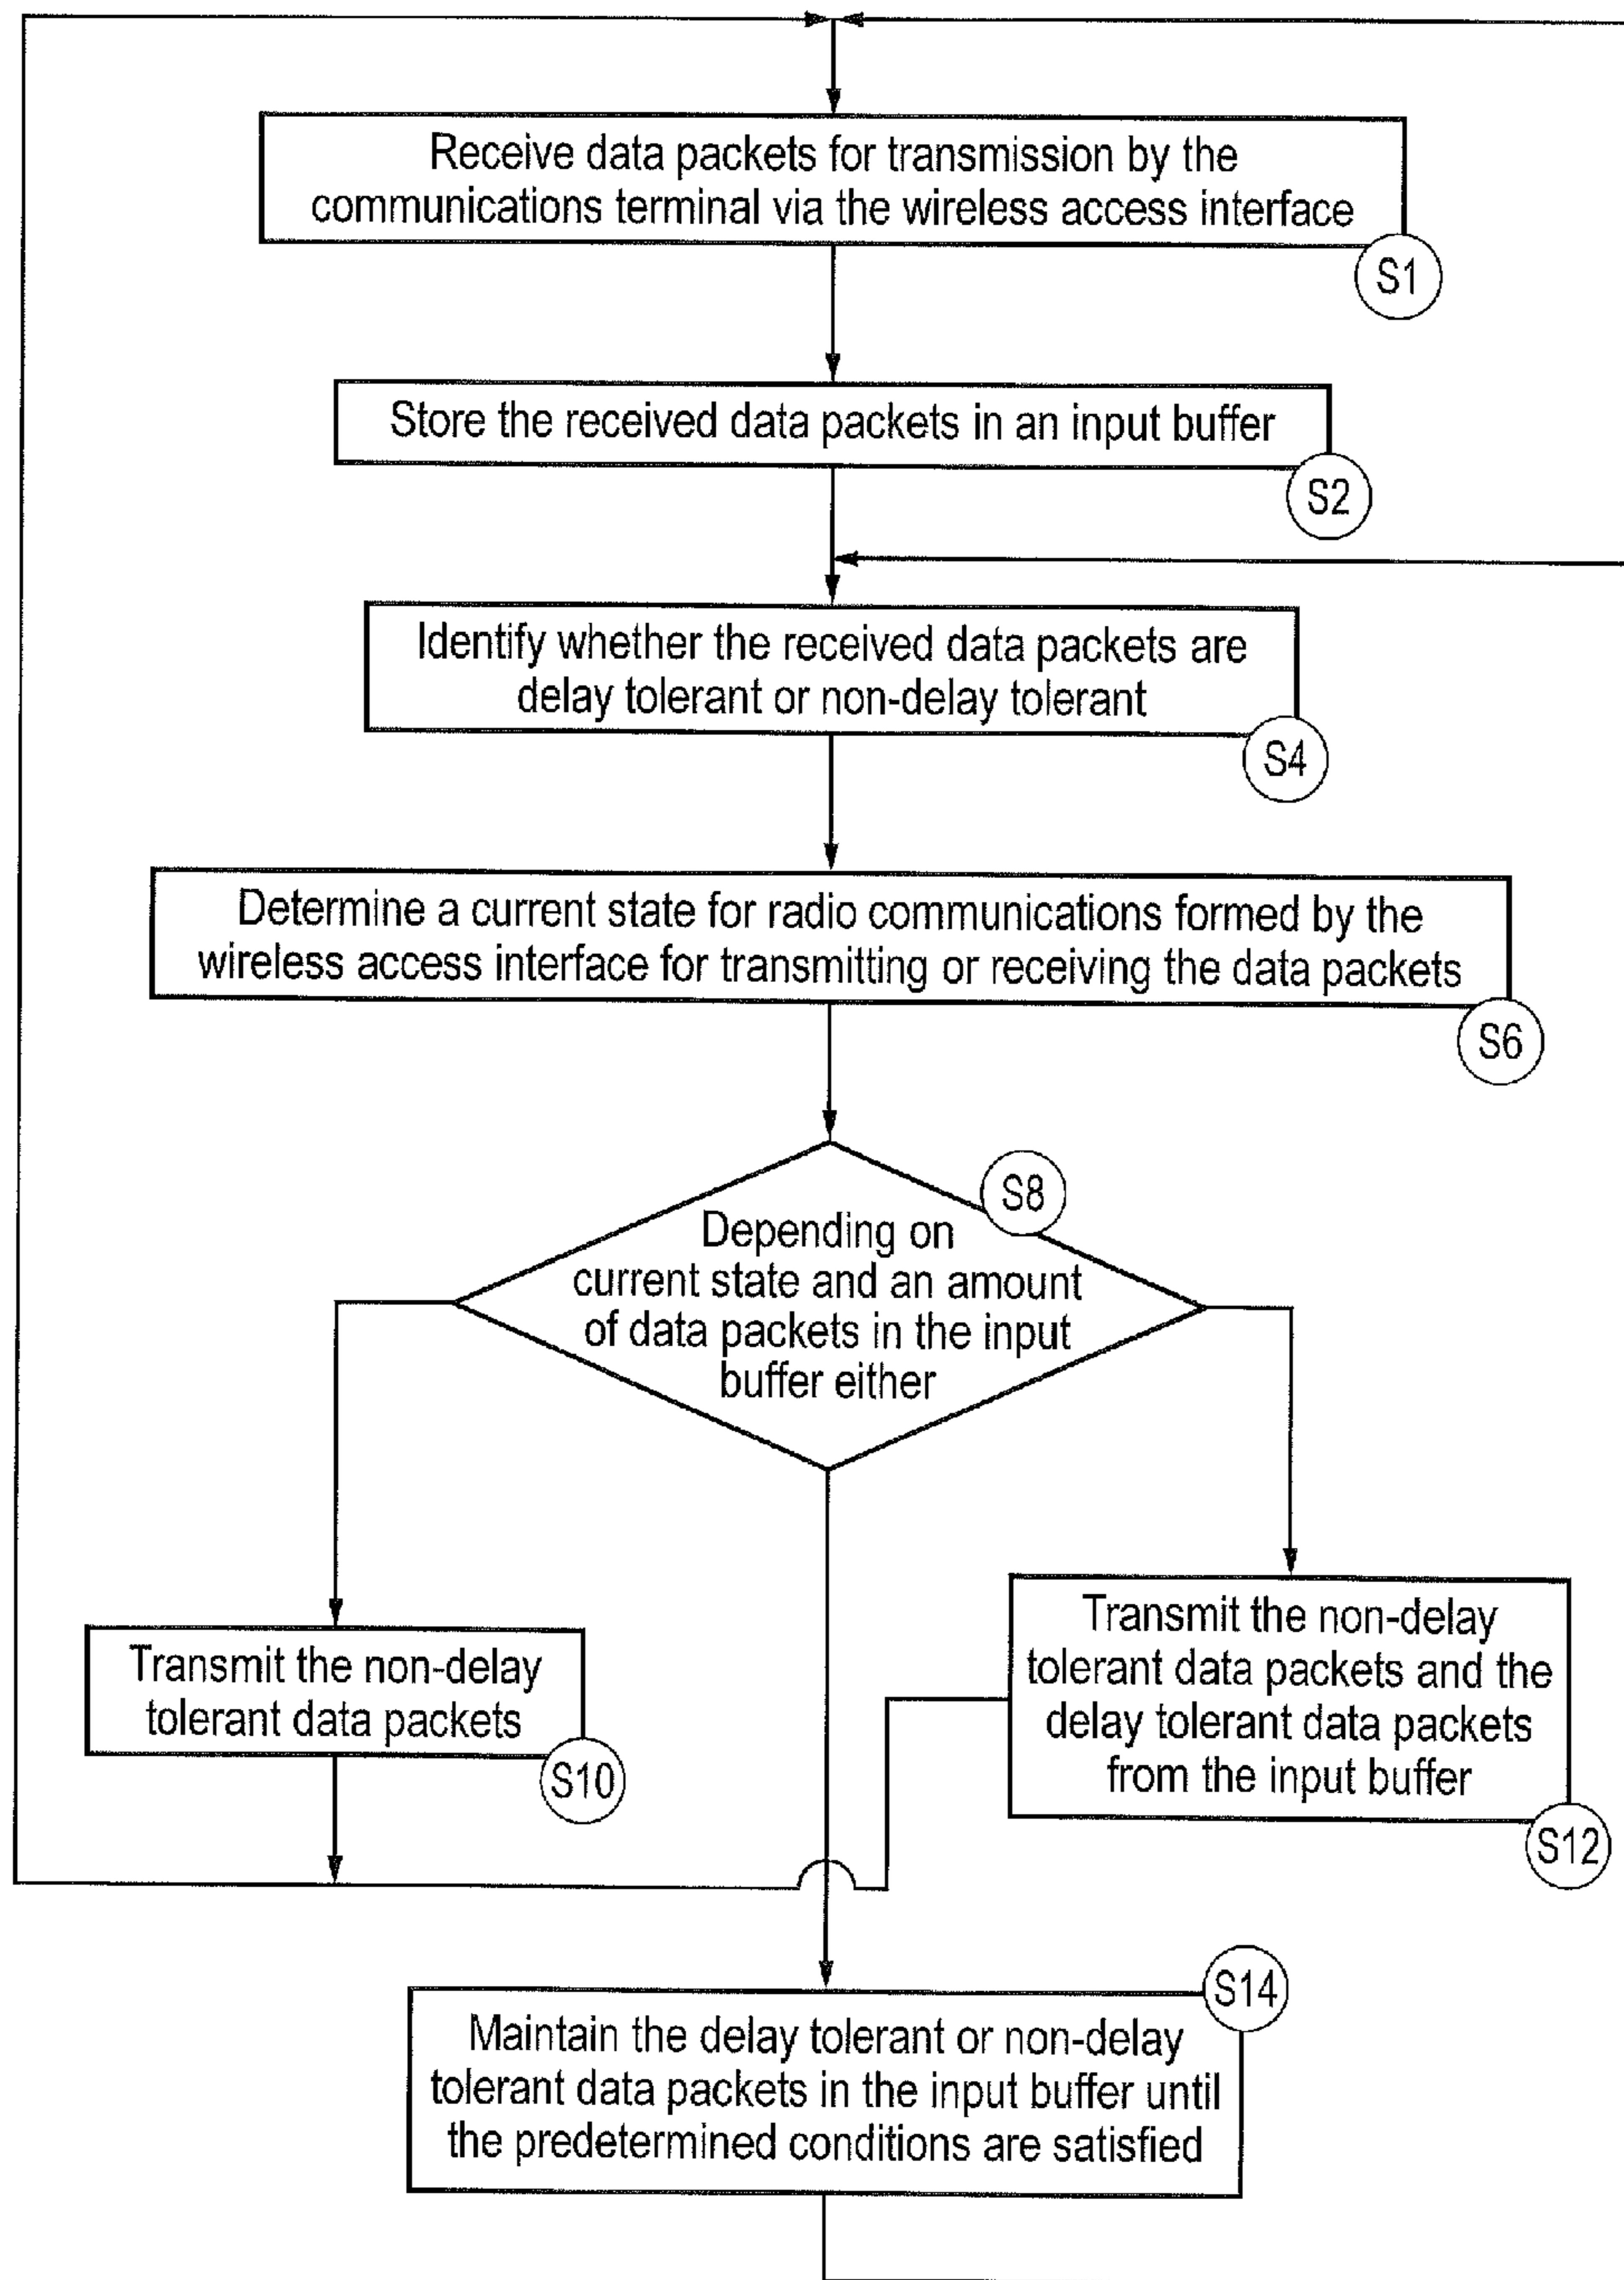 Receive data packets for transmission by the
communications terminal via the wireless access interface
S1
Store the received data packets in an input buffer
S2
Identify whether the received data packets are
delay tolerant or non-delay tolerant
S4
Determine a current state for radio communications formed by the
wireless access interface for transmitting or receiving the data packets
S6
S8
Depending on
current state and an amount
of data packets in the input
buffer either
Transmit the non-delay
tolerant data packets
S10
Transmit the non-delay
tolerant data packets and the
delay tolerant data packets
from the input buffer
S12
S14
Maintain the delay tolerant or non-delay
tolerant data packets in the input buffer until
the predetermined conditions are satisfied